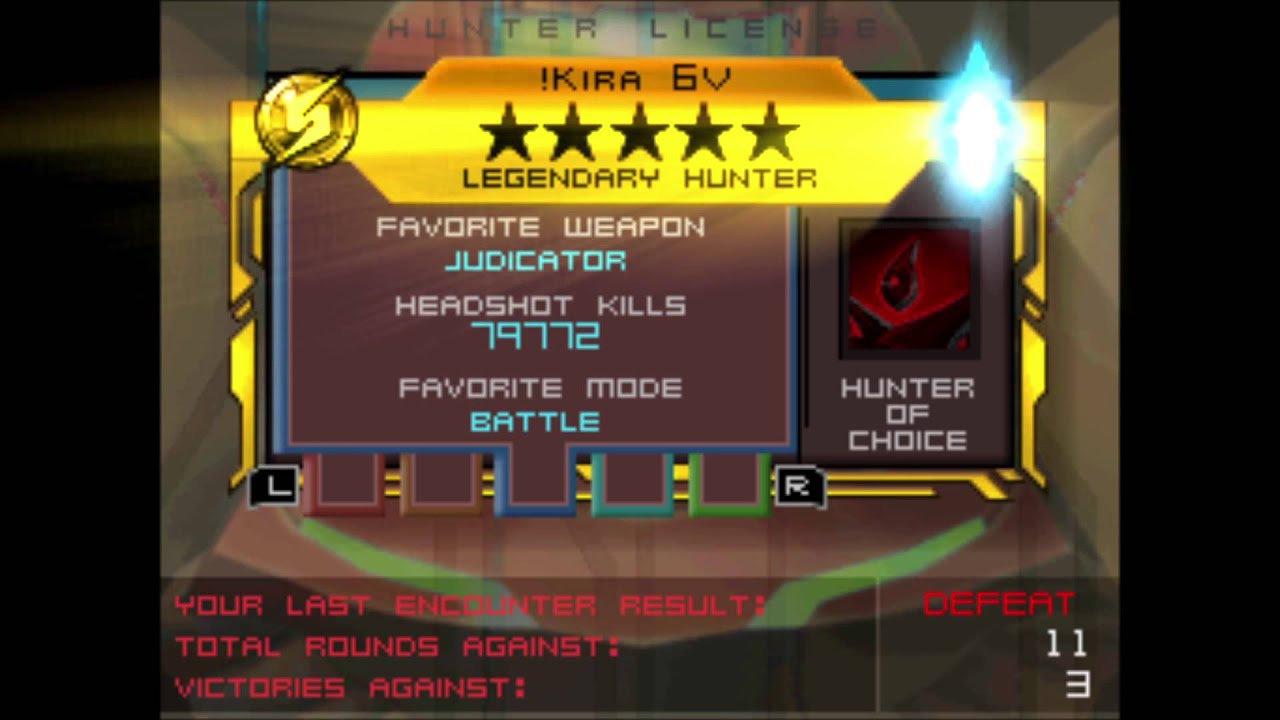 HUNTER LICENSE
!KIRA 6V
LEGENDARY HUNTER
FAVORITE WEAPON
JUDICATOR
HEADSHOT KILLS
79772
FAVORITE MODE
BATTLE
HUNTER
OF
CHOICE
L
R
YOUR LAST ENCOUNTER RESULT: DEFEAT
TOTAL ROUNDS AGAINST: 11
VICTORIES AGAINST: 3